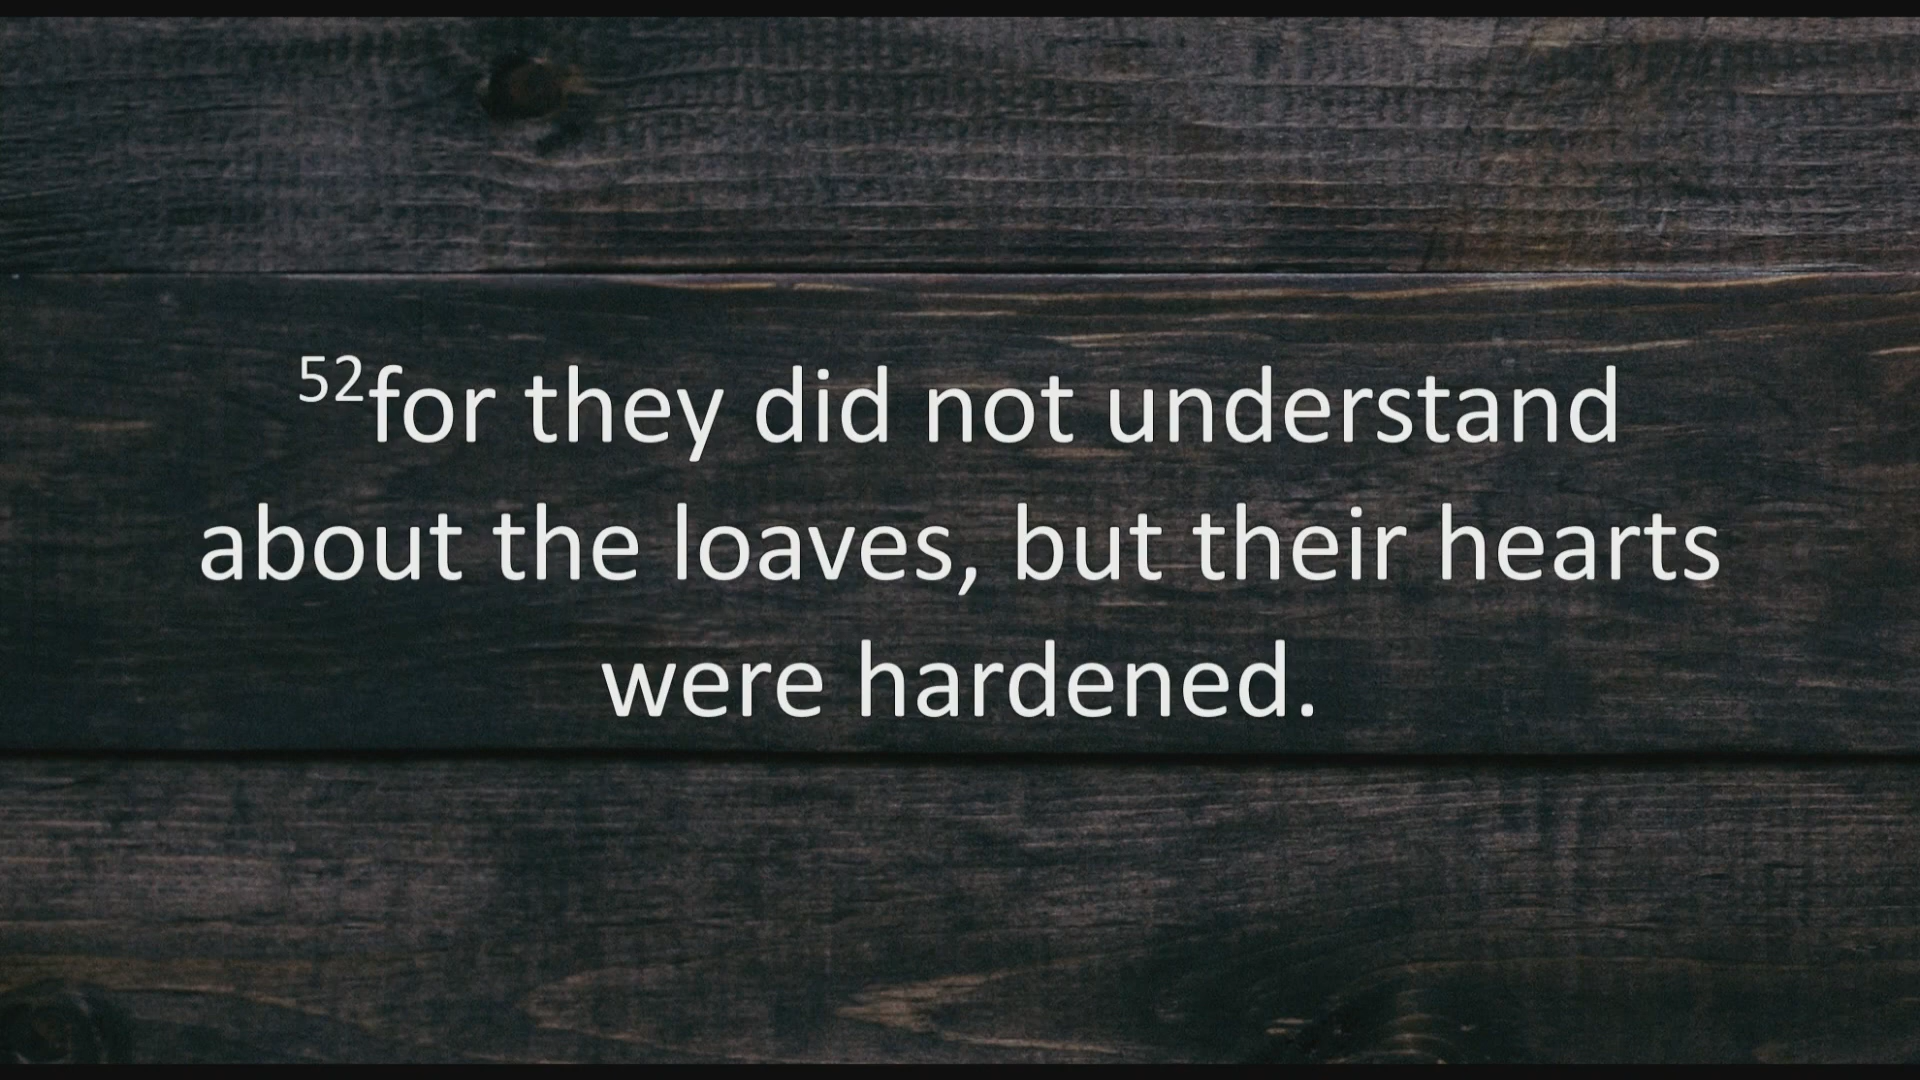 52for they did not understand
about the loaves, but their hearts
were hardened.